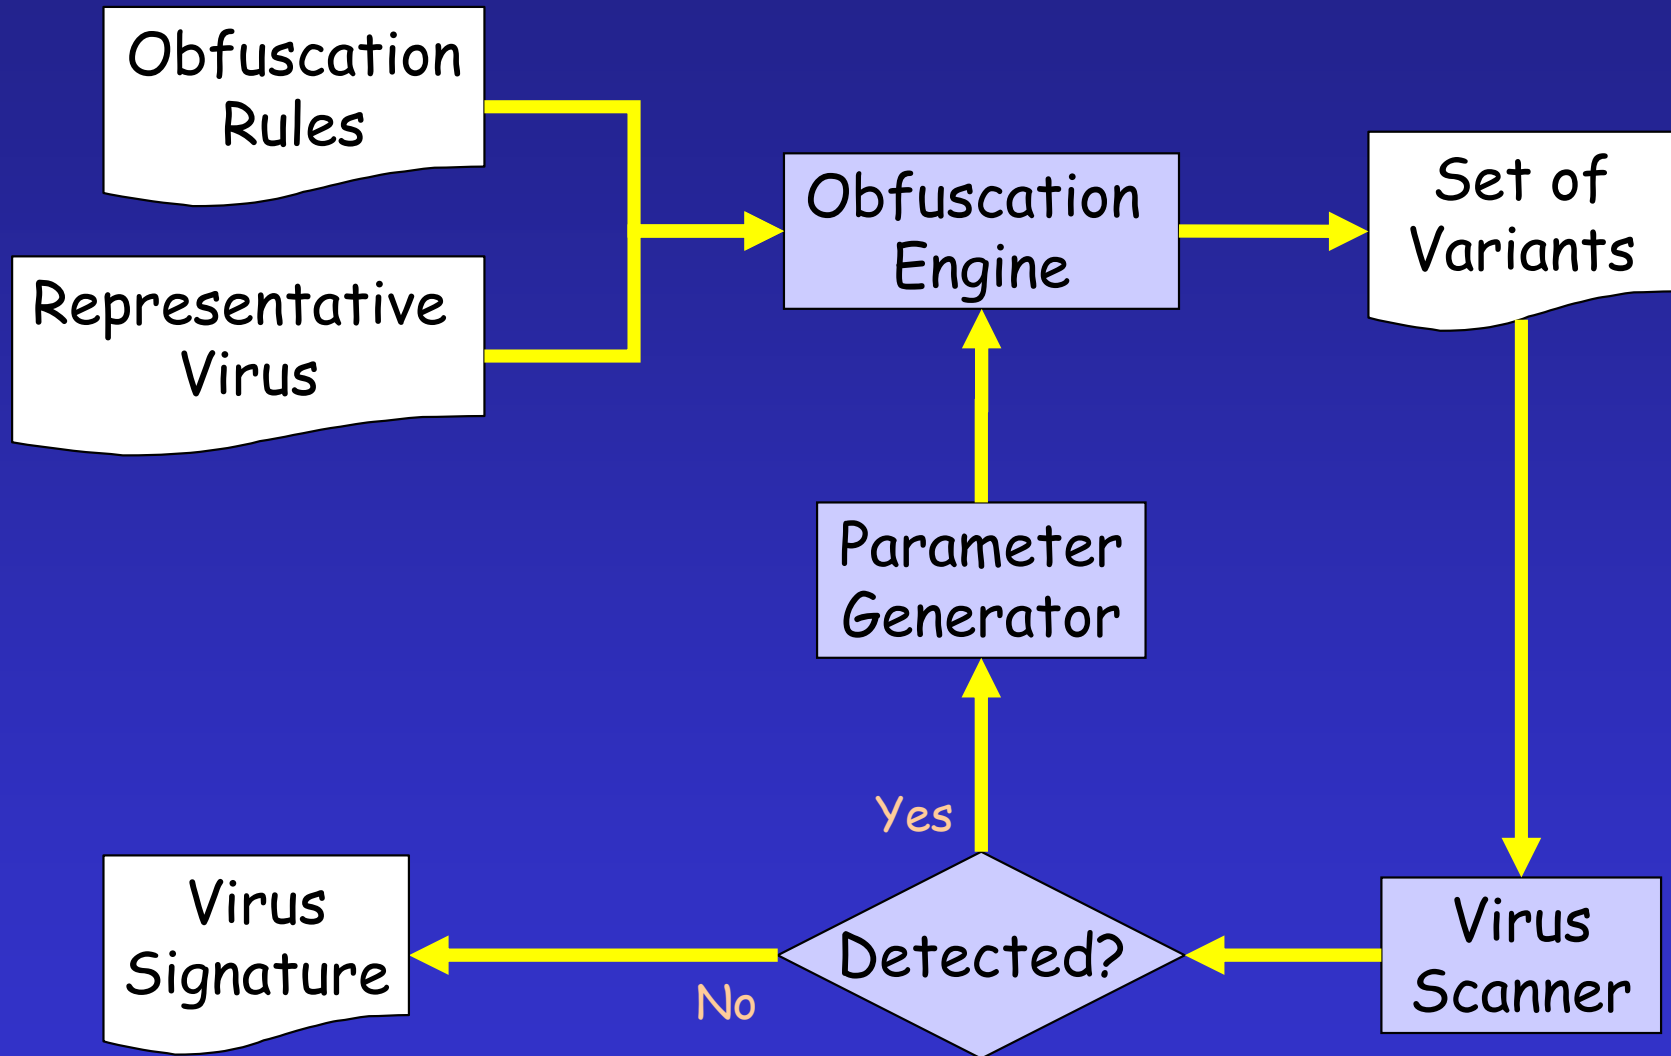 Obfuscation
Rules
Representative
Virus
Obfuscation
Engine
Set of
Variants
Parameter
Generator
Yes
Virus
Signature
No
Detected?
Virus
Scanner